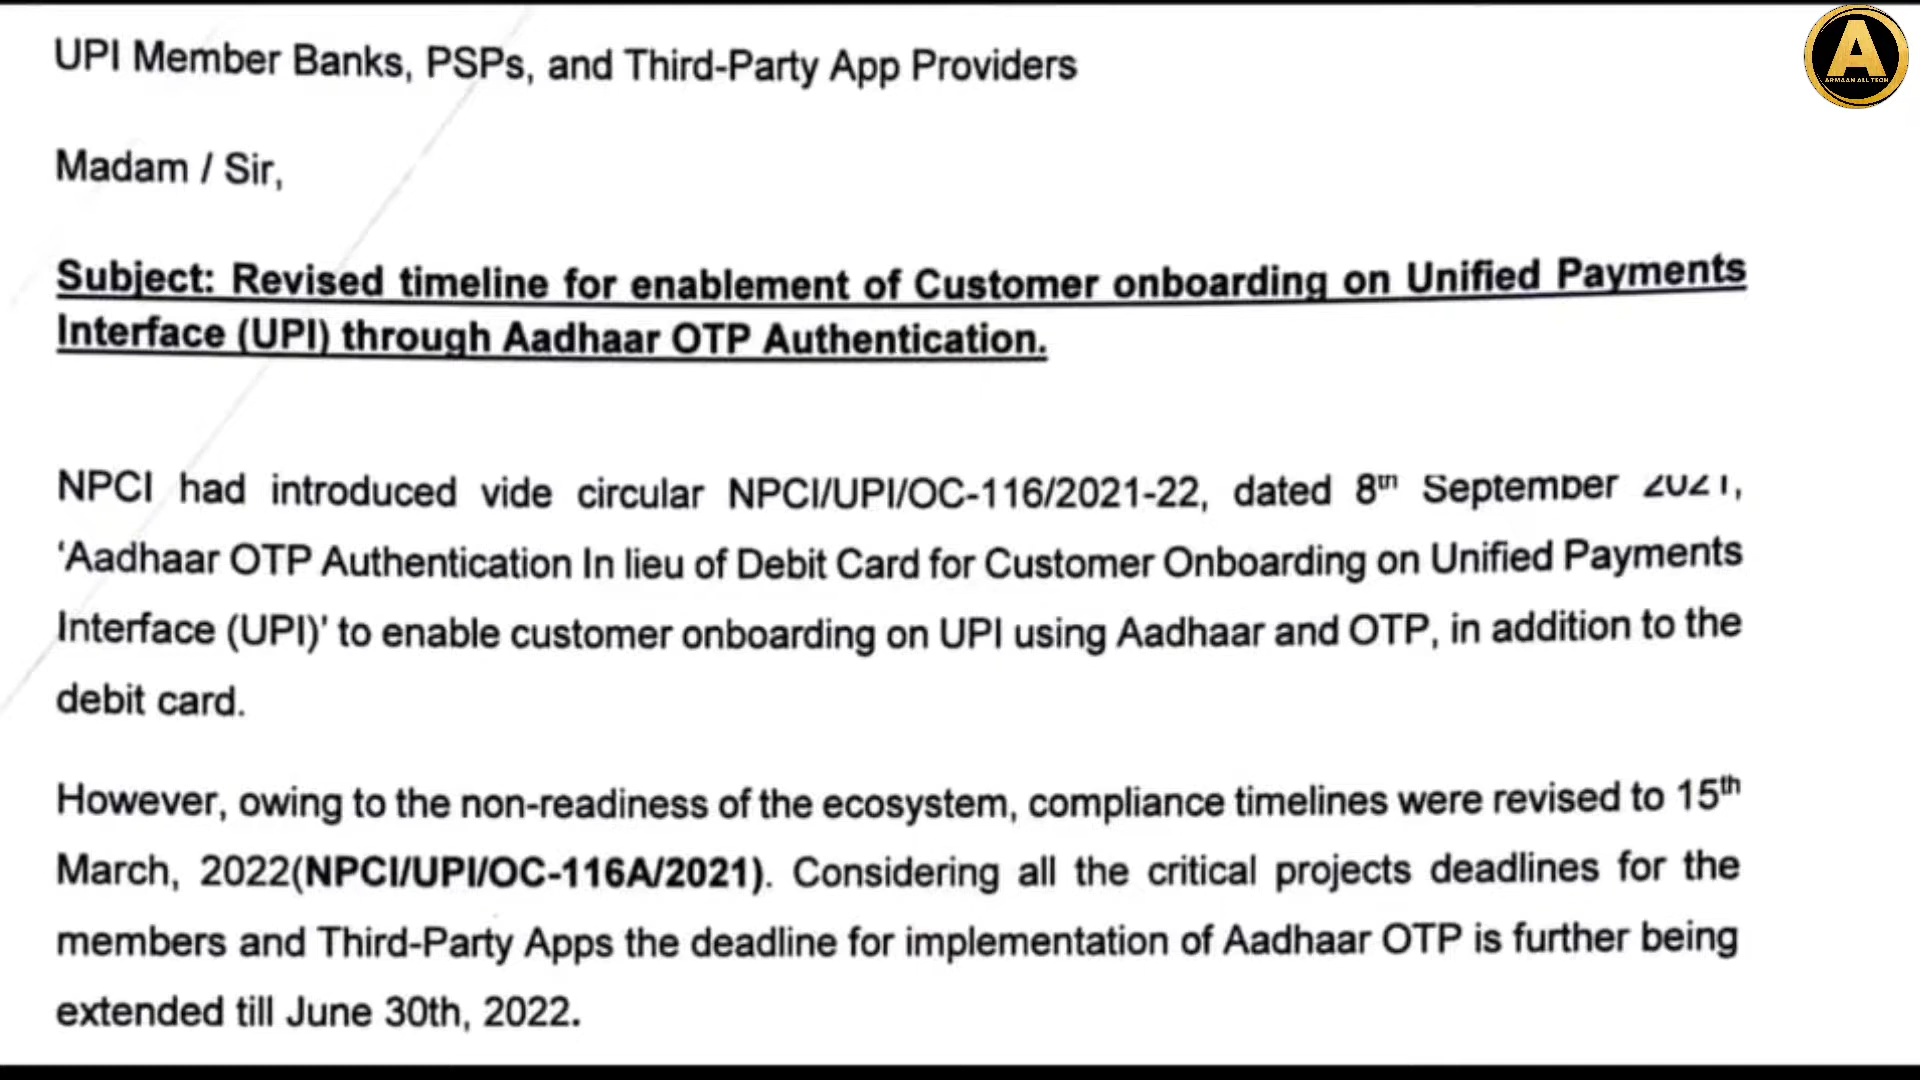 UPI Member Banks, PSPs, and Third-Party App Providers
Madam / Sir,
Subject: Revised timeline for enablement of Customer onboarding on Unified Payments
Interface (UPI) through Aadhaar OTP Authentication.
NPCI had introduced vide circular NPCI/UPI/OC-116/2021-22, dated 8th September 2021,
‘Aadhaar OTP Authentication In lieu of Debit Card for Customer Onboarding on Unified Payments
Interface (UPI)’ to enable customer onboarding on UPI using Aadhaar and OTP, in addition to the
debit card.
However, owing to the non-readiness of the ecosystem, compliance timelines were revised to 15th
March, 2022(NPCI/UPI/OC-116A/2021). Considering all the critical projects deadlines for the
members and Third-Party Apps the deadline for implementation of Aadhaar OTP is further being
extended till June 30th, 2022.
A
ARMAAN ALL TECH